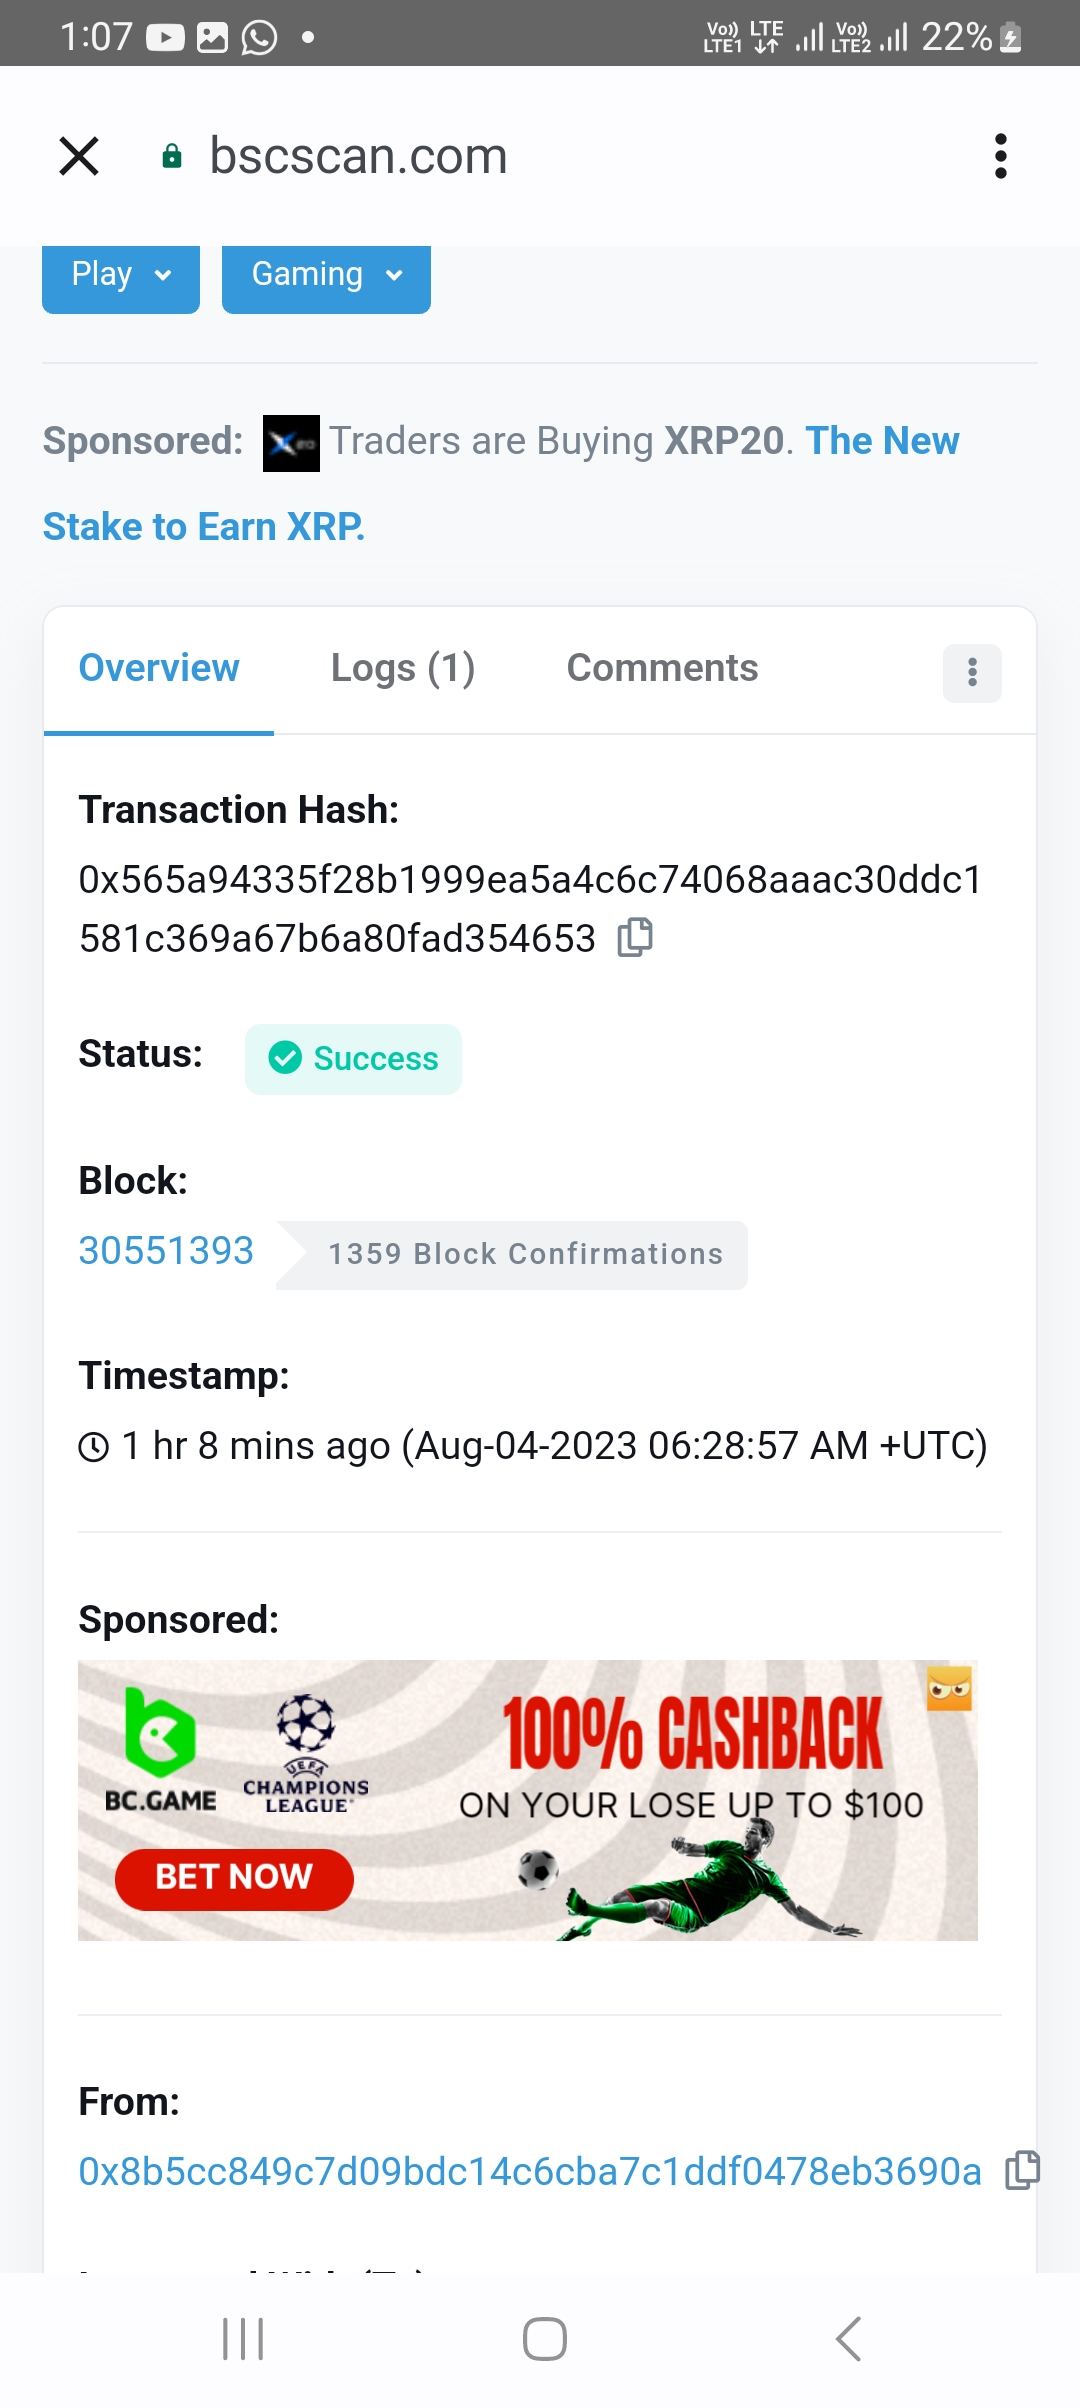 1:07
Vo)) LTE1 LTE Vo)) LTE2 22%
bscscan.com
Play Gaming
Sponsored: Traders are Buying XRP20. The New
Stake to Earn XRP.
Overview Logs (1) Comments
Transaction Hash:
0x565a94335f28b1999ea5a4c6c74068aaac30ddc1
581c369a67b6a80fad354653
Status: Success
Block:
30551393 1359 Block Confirmations
Timestamp:
1 hr 8 mins ago (Aug-04-2023 06:28:57 AM +UTC)
Sponsored:
BC.GAME
UEFA
CHAMPIONS
LEAGUE
100% CASHBACK
ON YOUR LOSE UP TO $100
BET NOW
From:
0x8b5cc849c7d09bdc14c6cba7c1ddf0478eb3690a